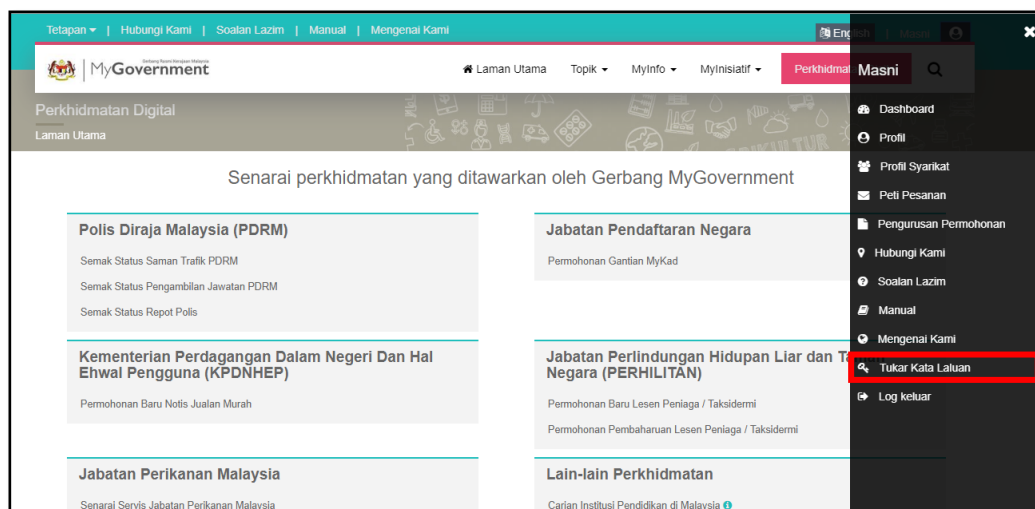 Tetapan | Hubungi Kami | Soalan Lazim | Manual | Mengenai Kami
English | Masni
Gerbang Rasmi Kerajaan Malaysia
MyGovernment
Laman Utama Topik MyInfo MyInisiatif
Perkhidmatan Digital
Laman Utama
Senarai perkhidmatan yang ditawarkan oleh Gerbang MyGovernment
Polis Diraja Malaysia (PDRM)
Semak Status Saman Trafik PDRM
Semak Status Pengambilan Jawatan PDRM
Semak Status Repot Polis
Jabatan Pendaftaran Negara
Permohonan Gantian MyKad
Kementerian Perdagangan Dalam Negeri Dan Hal
Ehwal Pengguna (KPDNHEP)
Permohonan Baru Notis Jualan Murah
Jabatan Perlindungan Hidupan Liar dan Taman
Negara (PERHILITAN)
Permohonan Baru Lesen Peniaga / Taksidermi
Permohonan Pembaharuan Lesen Peniaga / Taksidermi
Jabatan Perikanan Malaysia
Senarai Servis Jabatan Perikanan Malaysia
Lain-lain Perkhidmatan
Carian Institusi Pendidikan di Malaysia
Masni
Dashboard
Profil
Profil Syarikat
Peti Pesanan
Pengurusan Permohonan
Hubungi Kami
Soalan Lazim
Manual
Mengenai Kami
Tukar Kata Laluan
Log keluar